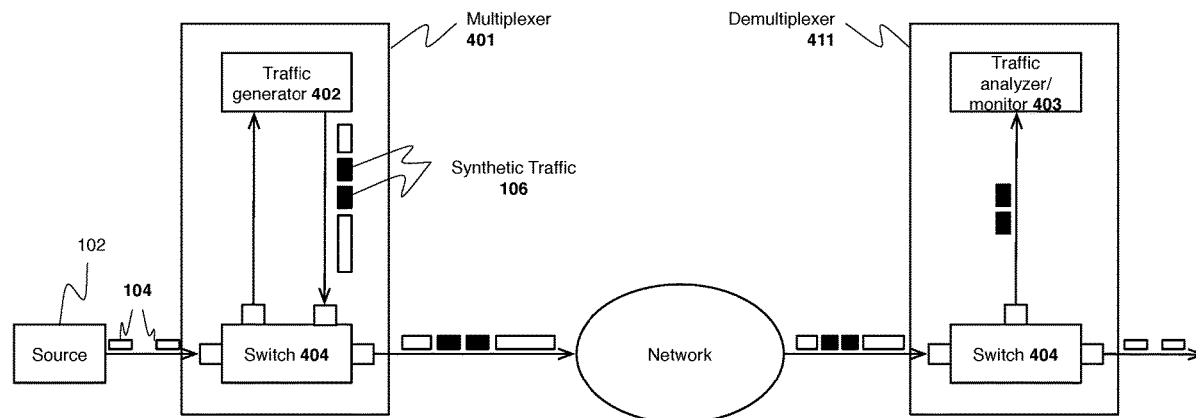 Multiplexer
401
Demultiplexer
411
Traffic
generator 402
Traffic
analyzer/
monitor 403
Synthetic Traffic
106
102
104
Source
Switch 404
Network
Switch 404